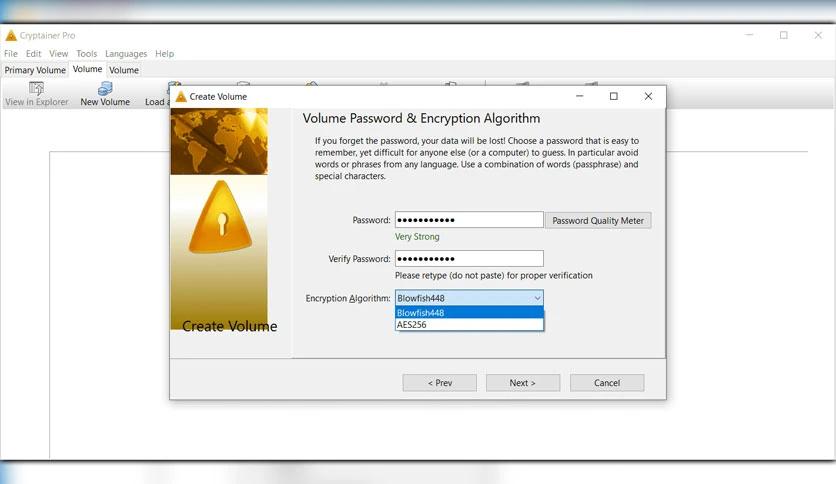 Cryptainer Pro
File Edit View Tools Languages Help
Primary Volume Volume Volume
View in Explorer New Volume Load a
Create Volume
Volume Password & Encryption Algorithm
If you forget the password, your data will be lost! Choose a password that is easy to
remember, yet difficult for anyone else (or a computer) to guess. In particular avoid
words or phrases from any language. Use a combination of words (passphrase) and
special characters.
Password: ●●●●●●●●●●● Password Quality Meter
Very Strong
Verify Password: ●●●●●●●●●●●
Please retype (do not paste) for proper verification
Encryption Algorithm: Blowfish448
Blowfish448
AES256
Create Volume
< Prev Next > Cancel